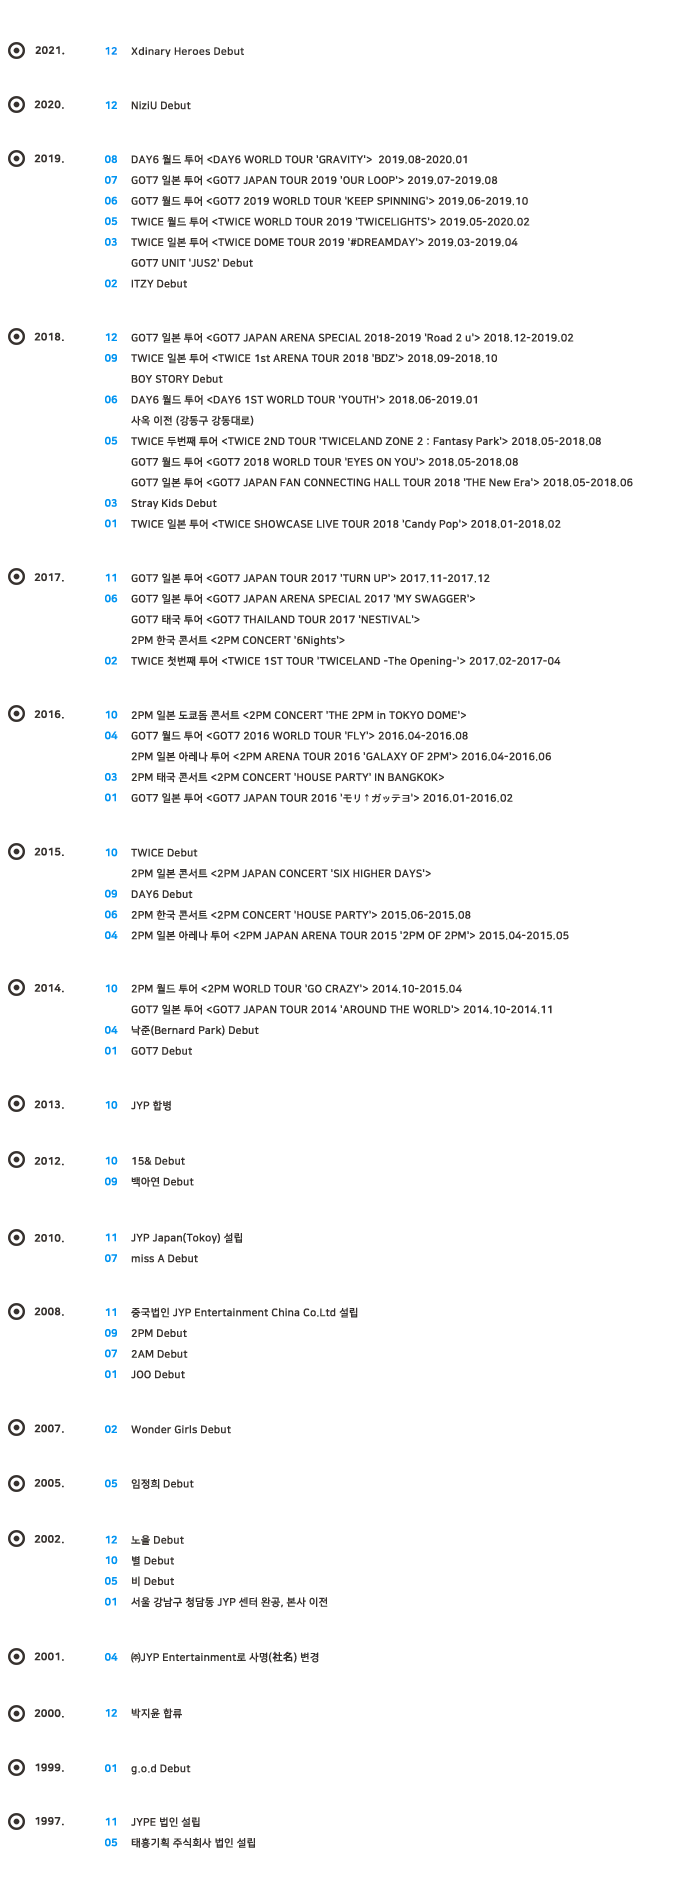 2021. 12 Xdinary Heroes Debut
2020. 12 NiziU Debut
2019. 08 DAY6 월드 투어 <DAY6 WORLD TOUR 'GRAVITY'> 2019.08-2020.01
07 GOT7 일본 투어 <GOT7 JAPAN TOUR 2019 'OUR LOOP'> 2019.07-2019.08
06 GOT7 월드 투어 <GOT7 2019 WORLD TOUR 'KEEP SPINNING'> 2019.06-2019.10
05 TWICE 월드 투어 <TWICE WORLD TOUR 2019 'TWICELIGHTS'> 2019.05-2020.02
03 TWICE 일본 투어 <TWICE DOME TOUR 2019 '#DREAMDAY'> 2019.03-2019.04
GOT7 UNIT 'JUS2' Debut
02 ITZY Debut
2018. 12 GOT7 일본 투어 <GOT7 JAPAN ARENA SPECIAL 2018-2019 'Road 2 u'> 2018.12-2019.02
09 TWICE 일본 투어 <TWICE 1st ARENA TOUR 2018 'BDZ'> 2018.09-2018.10
BOY STORY Debut
06 DAY6 월드 투어 <DAY6 1ST WORLD TOUR 'YOUTH'> 2018.06-2019.01
사옥 이전 (강동구 강동대로)
05 TWICE 두번째 투어 <TWICE 2ND TOUR 'TWICELAND ZONE 2 : Fantasy Park'> 2018.05-2018.08
GOT7 월드 투어 <GOT7 2018 WORLD TOUR 'EYES ON YOU'> 2018.05-2018.08
GOT7 일본 투어 <GOT7 JAPAN FAN CONNECTING HALL TOUR 2018 'THE New Era'> 2018.05-2018.06
03 Stray Kids Debut
01 TWICE 일본 투어 <TWICE SHOWCASE LIVE TOUR 2018 'Candy Pop'> 2018.01-2018.02
2017. 11 GOT7 일본 투어 <GOT7 JAPAN TOUR 2017 'TURN UP'> 2017.11-2017.12
06 GOT7 일본 투어 <GOT7 JAPAN ARENA SPECIAL 2017 'MY SWAGGER'>
GOT7 태국 투어 <GOT7 THAILAND TOUR 2017 'NESTIVAL'>
2PM 한국 콘서트 <2PM CONCERT '6Nights'>
02 TWICE 첫번째 투어 <TWICE 1ST TOUR 'TWICELAND -The Opening-'> 2017.02-2017-04
2016. 10 2PM 일본 도쿄돔 콘서트 <2PM CONCERT 'THE 2PM in TOKYO DOME'>
04 GOT7 월드 투어 <GOT7 2016 WORLD TOUR 'FLY'> 2016.04-2016.08
2PM 일본 아레나 투어 <2PM ARENA TOUR 2016 'GALAXY OF 2PM'> 2016.04-2016.06
03 2PM 태국 콘서트 <2PM CONCERT 'HOUSE PARTY' IN BANGKOK>
01 GOT7 일본 투어 <GOT7 JAPAN TOUR 2016 'モリ↑ガッテヨ'> 2016.01-2016.02
2015. 10 TWICE Debut
2PM 일본 콘서트 <2PM JAPAN CONCERT 'SIX HIGHER DAYS'>
09 DAY6 Debut
06 2PM 한국 콘서트 <2PM CONCERT 'HOUSE PARTY'> 2015.06-2015.08
04 2PM 일본 아레나 투어 <2PM JAPAN ARENA TOUR 2015 '2PM OF 2PM'> 2015.04-2015.05
2014. 10 2PM 월드 투어 <2PM WORLD TOUR 'GO CRAZY'> 2014.10-2015.04
GOT7 일본 투어 <GOT7 JAPAN TOUR 2014 'AROUND THE WORLD'> 2014.10-2014.11
04 낙준(Bernard Park) Debut
01 GOT7 Debut
2013. 10 JYP 합병
2012. 10 15& Debut
09 백아연 Debut
2010. 11 JYP Japan(Tokoy) 설립
07 miss A Debut
2008. 11 중국법인 JYP Entertainment China Co.Ltd 설립
09 2PM Debut
07 2AM Debut
01 JOO Debut
2007. 02 Wonder Girls Debut
2005. 05 임정희 Debut
2002. 12 노을 Debut
10 별 Debut
05 비 Debut
01 서울 강남구 청담동 JYP 센터 완공, 본사 이전
2001. 04 ㈜JYP Entertainment로 사명(社名) 변경
2000. 12 박지윤 합류
1999. 01 g.o.d Debut
1997. 11 JYPE 법인 설립
05 태홍기획 주식회사 법인 설립